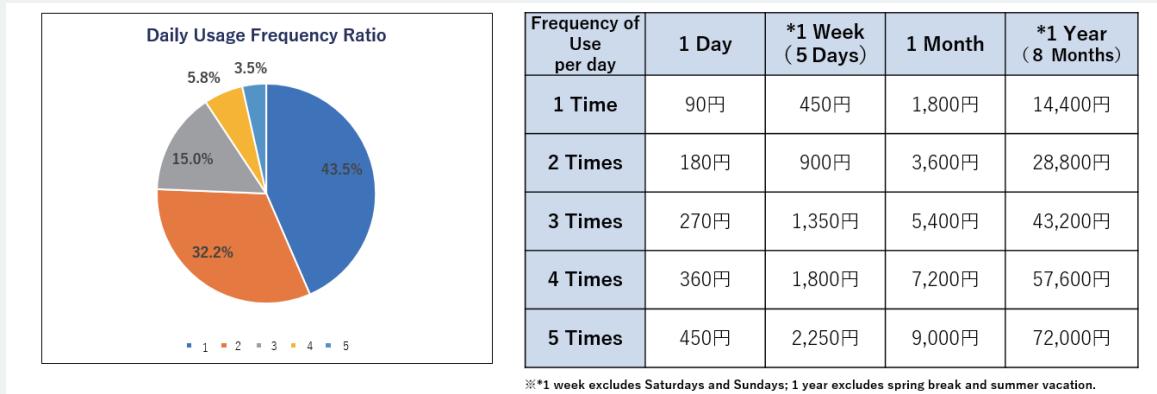 Daily Usage Frequency Ratio
3.5%
5.8%
15.0%
43.5%
32.2%
1 2 3 4 5
Frequency of
Use
per day
1 Day
*1 Week
(5 Days)
1 Month
*1 Year
(8 Months)
1 Time 90円 450円 1,800円 14,400円
2 Times 180円 900円 3,600円 28,800円
3 Times 270円 1,350円 5,400円 43,200円
4 Times 360円 1,800円 7,200円 57,600円
5 Times 450円 2,250円 9,000円 72,000円
※*1 week excludes Saturdays and Sundays; 1 year excludes spring break and summer vacation.